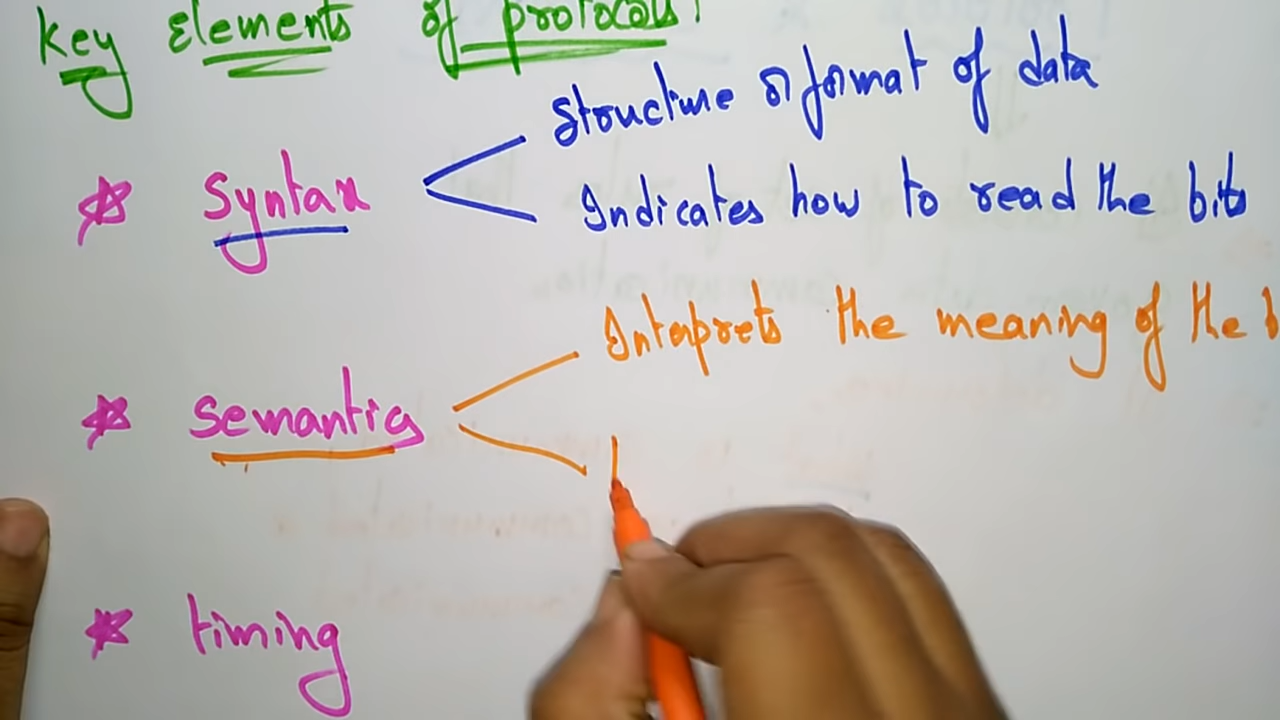 key Elements of protocols:
Structure or format of data
* Syntax
Indicates how to read the bits
Interprets the meaning of the
* Semantics
* timing